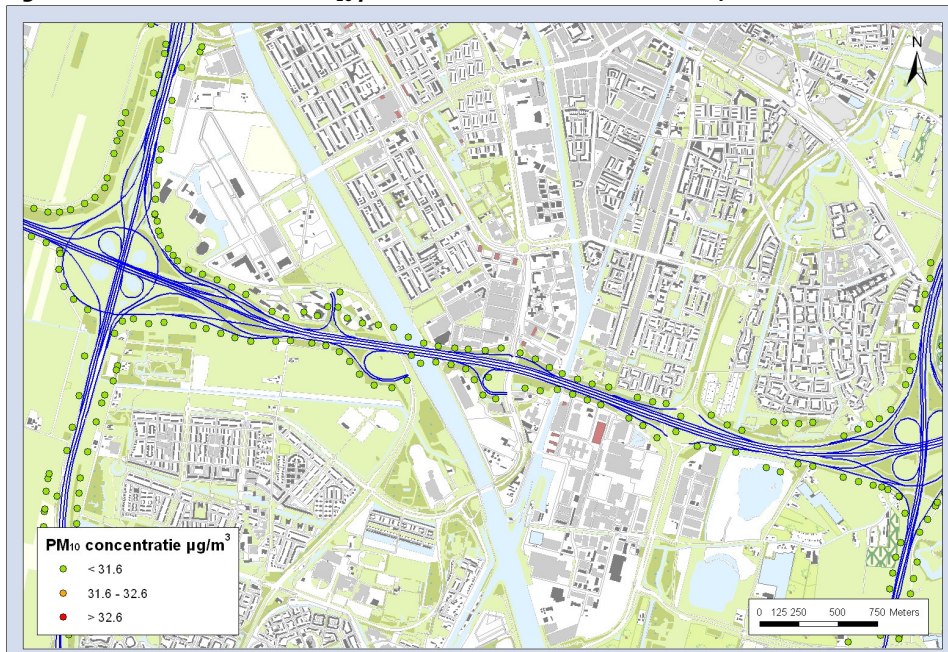 N
PM₁₀ concentratie µg/m³
< 31.6
31.6 - 32.6
> 32.6
0 125 250 500 750 Meters